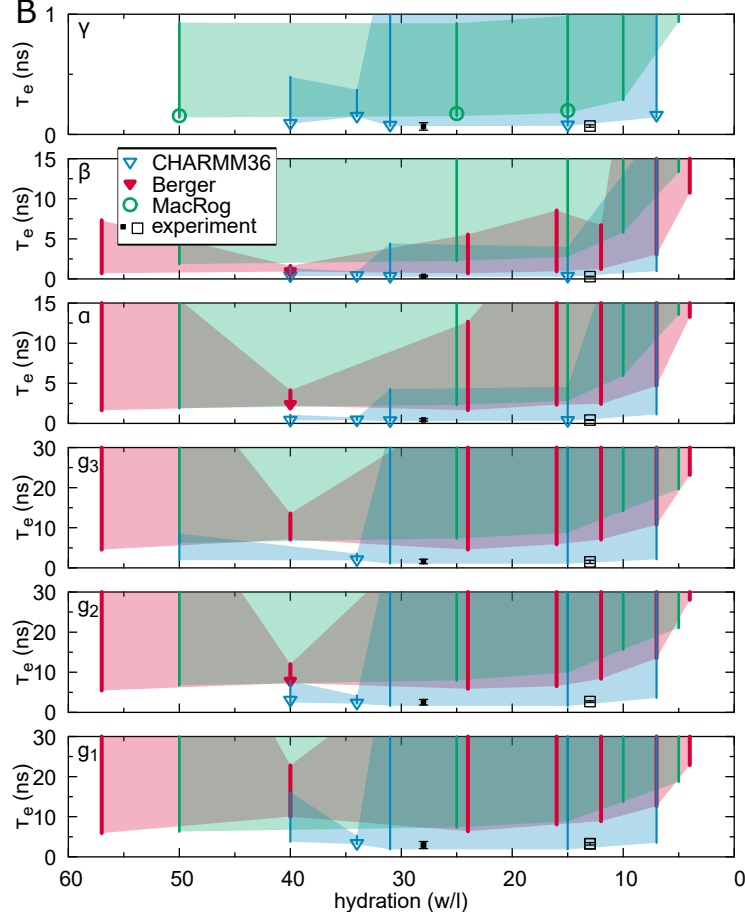 B
1
γ
τe (ns)
0
15
β
CHARMM36
10
Berger
τe (ns)
MacRog
5
experiment
0
15
α
10
τe (ns)
5
0
30
g3
20
τe (ns)
10
0
30
g2
20
τe (ns)
10
0
30
g1
20
τe (ns)
10
0
60 50 40 30 20 10 0
hydration (w/l)